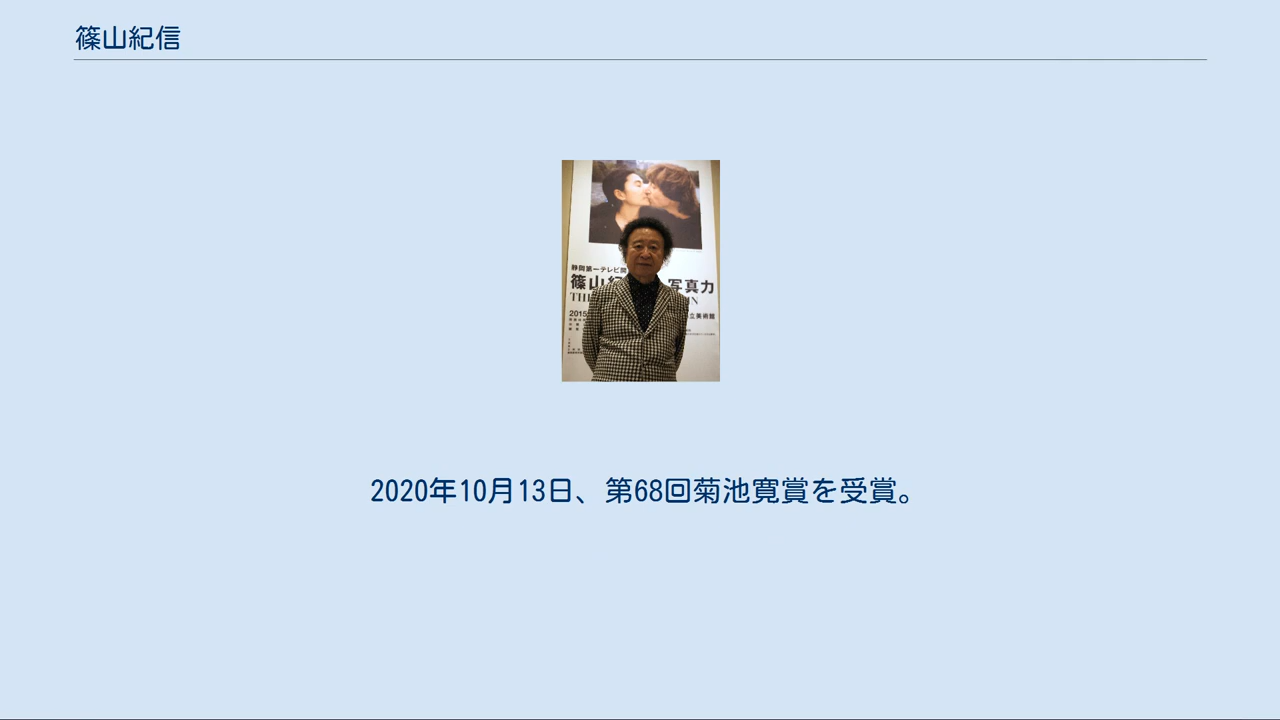 篠山紀信
静岡第一テレビ開
篠山紀 写真力
THE
2015
立美術館
2020年10月13日、第68回菊池寛賞を受賞。